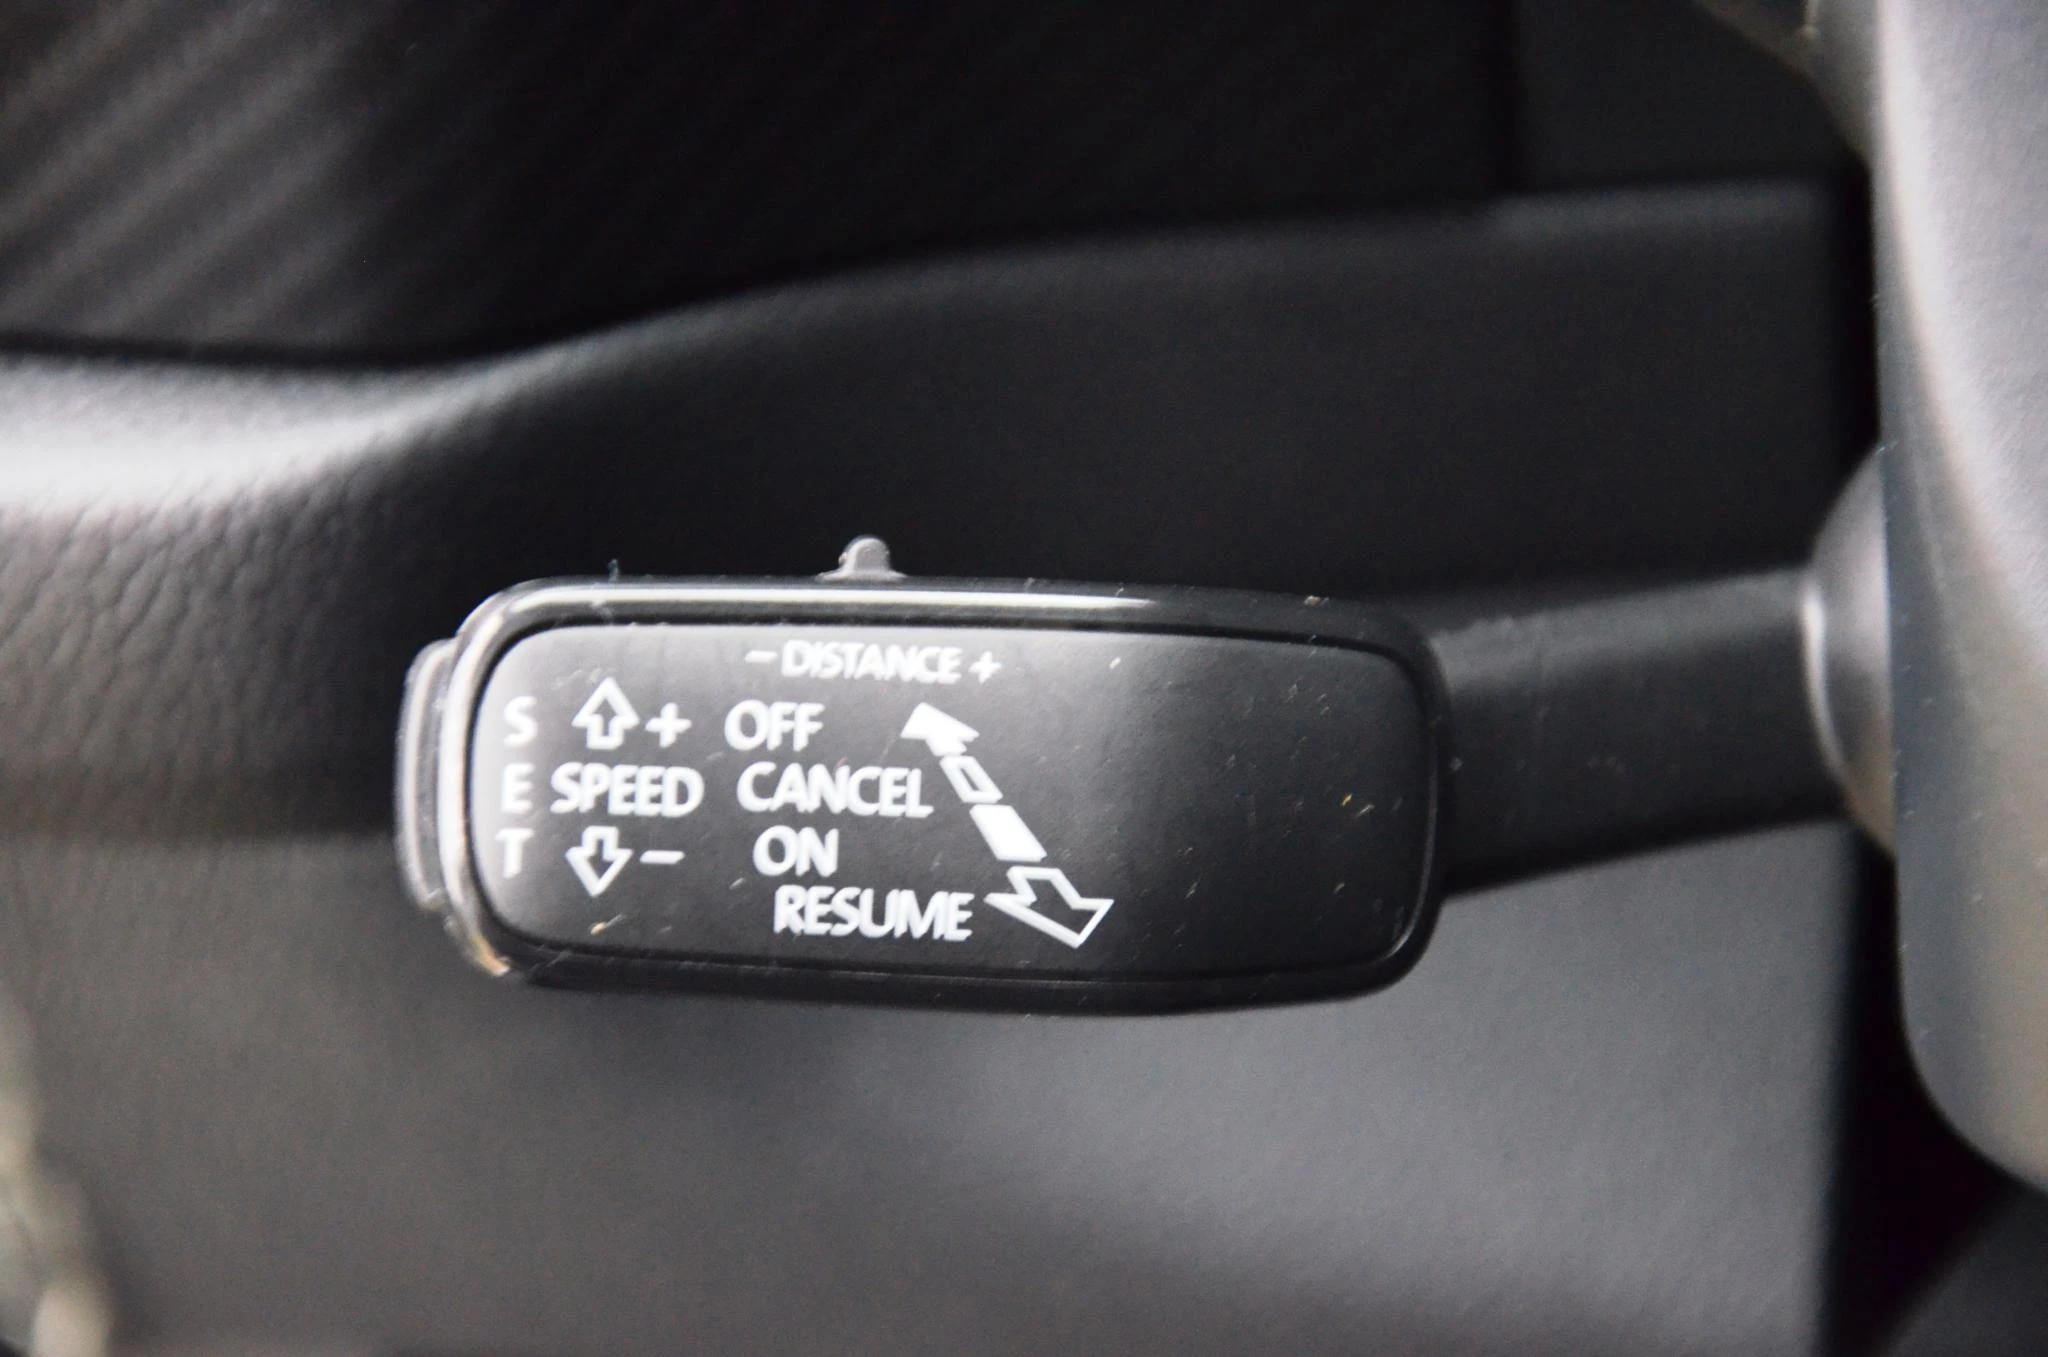 - DISTANCE +
S + OFF
E SPEED CANCEL
T - ON
RESUME